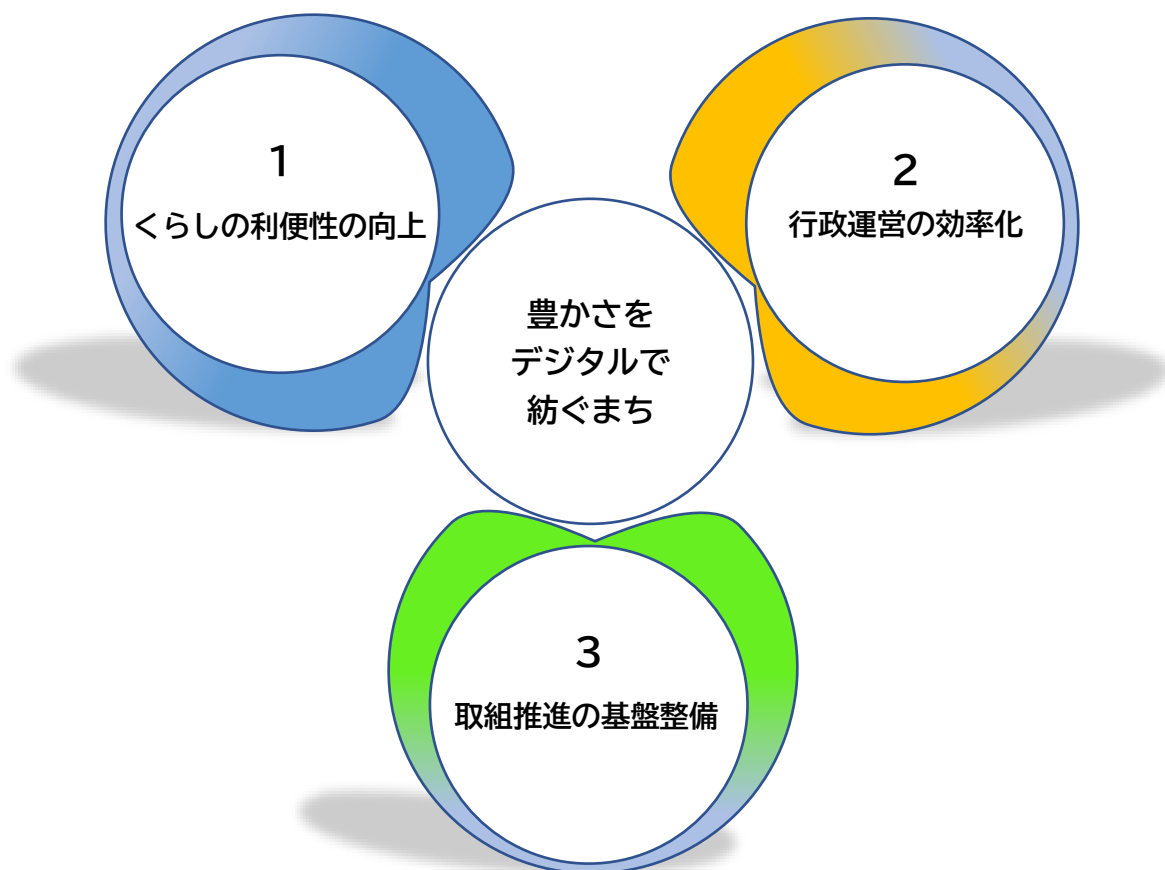 1
くらしの利便性の向上
2
行政運営の効率化
豊かさを
デジタルで
紡ぐまち
3
取組推進の基盤整備